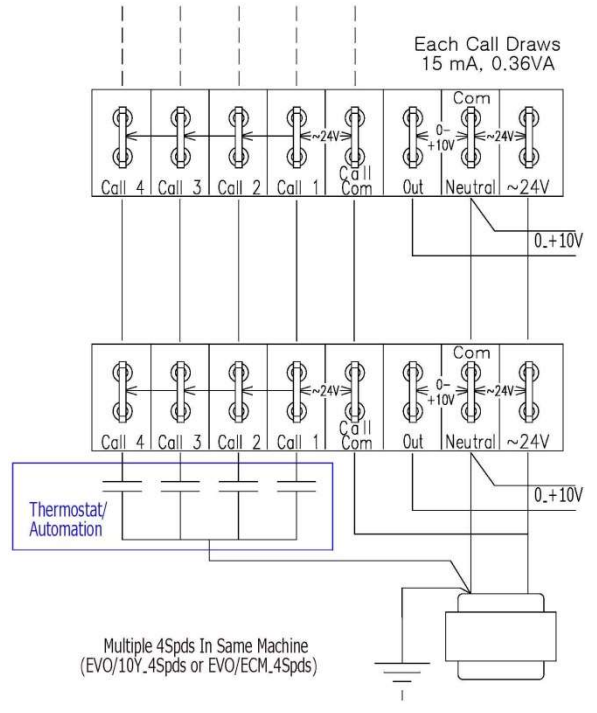 Each Call Draws
15 mA, 0.36VA
Com
~24V
0-
+10V
~24V
Call 4 Call 3 Call 2 Call 1 Call
Com Out Neutral ~24V
0-+10V
Com
~24V
0-
+10V
~24V
Call 4 Call 3 Call 2 Call 1 Call
Com Out Neutral ~24V
0-+10V
Thermostat/
Automation
Multiple 4Spds In Same Machine
(EVO/10Y_4Spds or EVO/ECM_4Spds)